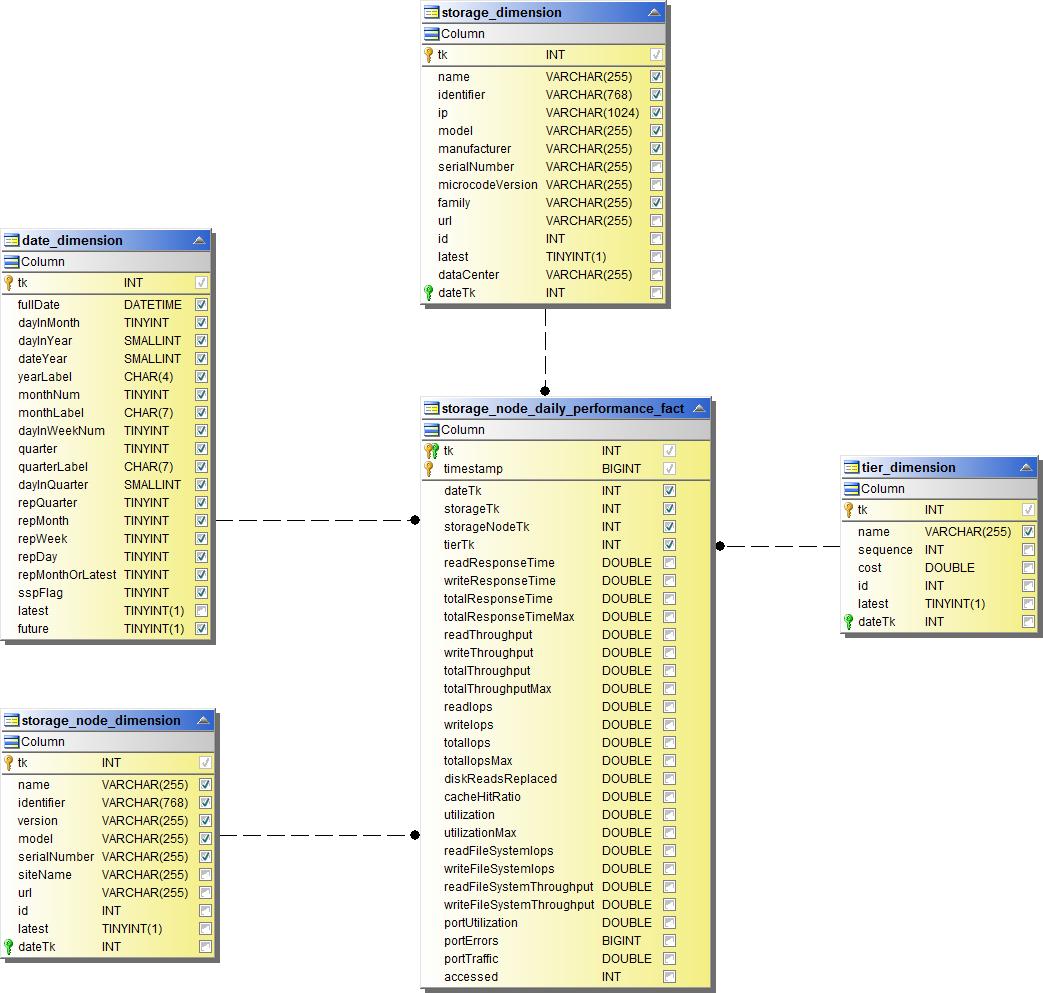 storage_dimension
Column
tk INT
name VARCHAR(255)
identifier VARCHAR(768)
ip VARCHAR(1024)
model VARCHAR(255)
manufacturer VARCHAR(255)
serialNumber VARCHAR(255)
microcodeVersion VARCHAR(255)
family VARCHAR(255)
url VARCHAR(255)
id INT
latest TINYINT(1)
dataCenter VARCHAR(255)
dateTk INT
date_dimension
Column
tk INT
fullDate DATETIME
dayInMonth TINYINT
dayInYear SMALLINT
dateYear SMALLINT
yearLabel CHAR(4)
monthNum TINYINT
monthLabel CHAR(7)
dayInWeekNum TINYINT
quarter TINYINT
quarterLabel CHAR(7)
dayInQuarter SMALLINT
repQuarter TINYINT
repMonth TINYINT
repWeek TINYINT
repDay TINYINT
repMonthOrLatest TINYINT
sspFlag TINYINT
latest TINYINT(1)
future TINYINT(1)
storage_node_daily_performance_fact
Column
tk INT
timestamp BIGINT
dateTk INT
storageTk INT
storageNodeTk INT
tierTk INT
readResponseTime DOUBLE
writeResponseTime DOUBLE
totalResponseTime DOUBLE
totalResponseTimeMax DOUBLE
readThroughput DOUBLE
writeThroughput DOUBLE
totalThroughput DOUBLE
totalThroughputMax DOUBLE
readIops DOUBLE
writeIops DOUBLE
totalIops DOUBLE
totalIopsMax DOUBLE
diskReadsReplaced DOUBLE
cacheHitRatio DOUBLE
utilization DOUBLE
utilizationMax DOUBLE
readFileSystemIops DOUBLE
writeFileSystemIops DOUBLE
readFileSystemThroughput DOUBLE
writeFileSystemThroughput DOUBLE
portUtilization DOUBLE
portErrors BIGINT
portTraffic DOUBLE
accessed INT
tier_dimension
Column
tk INT
name VARCHAR(255)
sequence INT
cost DOUBLE
id INT
latest TINYINT(1)
dateTk INT
storage_node_dimension
Column
tk INT
name VARCHAR(255)
identifier VARCHAR(768)
version VARCHAR(255)
model VARCHAR(255)
serialNumber VARCHAR(255)
siteName VARCHAR(255)
url VARCHAR(255)
id INT
latest TINYINT(1)
dateTk INT